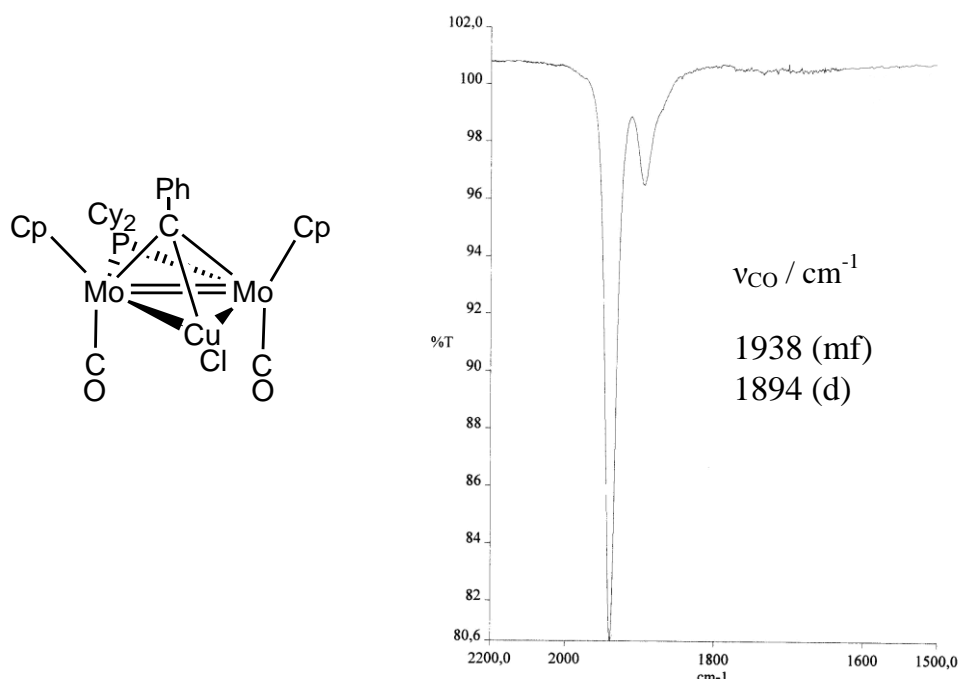 Ph
Cy2
Cp C Cp
P
Mo Mo
Cu
Cl
C C
O O
102,0
100
98
96
94
92
%T
90
88
86
84
82
80,6
2200,0 2000 1800 1600 1500,0
cm-1
νCO / cm-1
1938 (mf)
1894 (d)